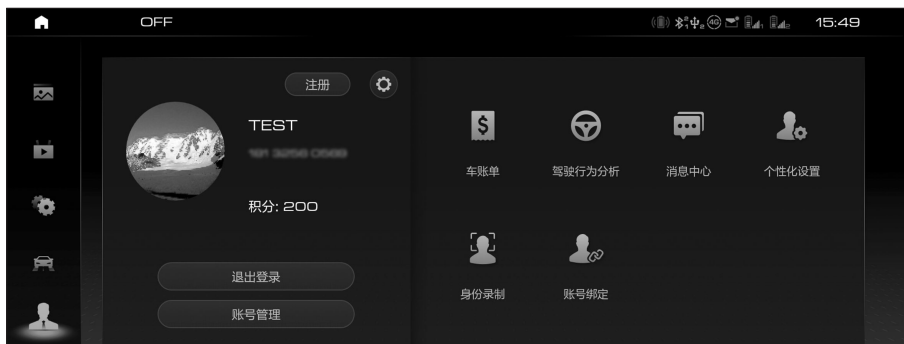 OFF
4G
15:49
注册
TEST
积分: 200
退出登录
账号管理
车账单
驾驶行为分析
消息中心
个性化设置
身份录制
账号绑定